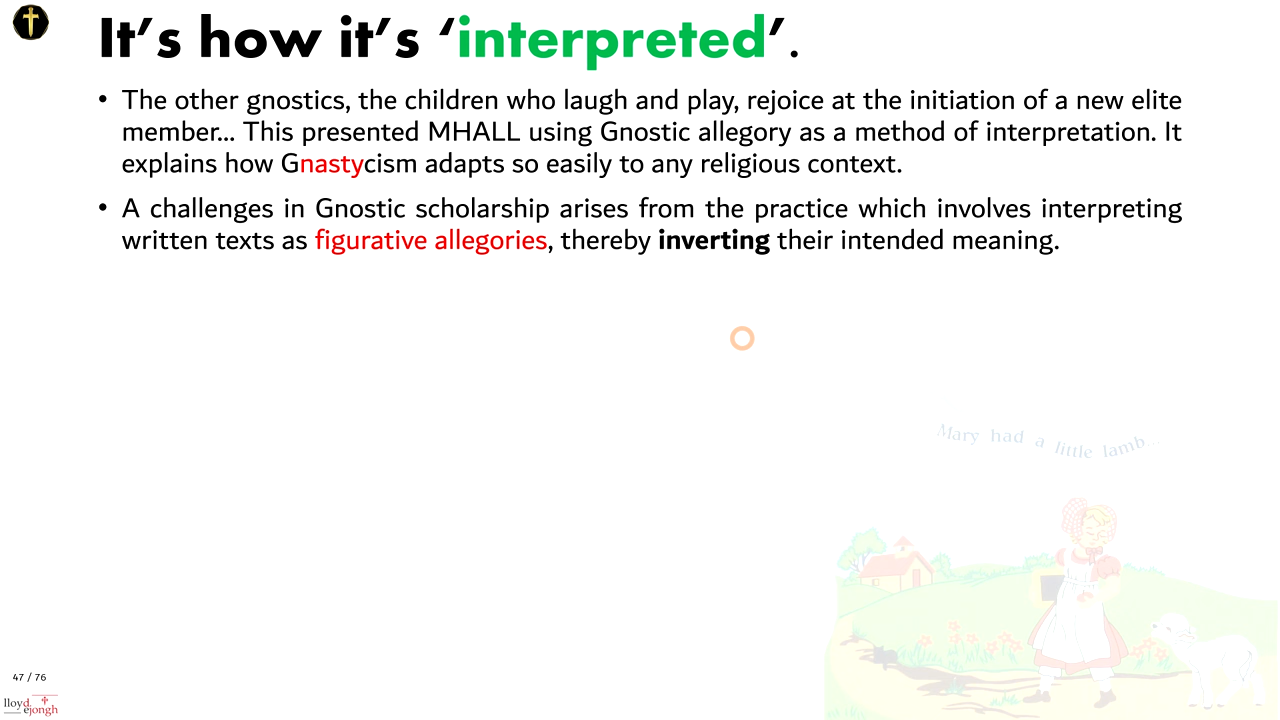 It's how it's ‘interpreted’.
• The other gnostics, the children who laugh and play, rejoice at the initiation of a new elite
member... This presented MHALL using Gnostic allegory as a method of interpretation. It
explains how Gnastycism adapts so easily to any religious context.
• A challenges in Gnostic scholarship arises from the practice which involves interpreting
written texts as figurative allegories, thereby inverting their intended meaning.
Mary had a little lamb...
47 / 76
lloyd
ejongh